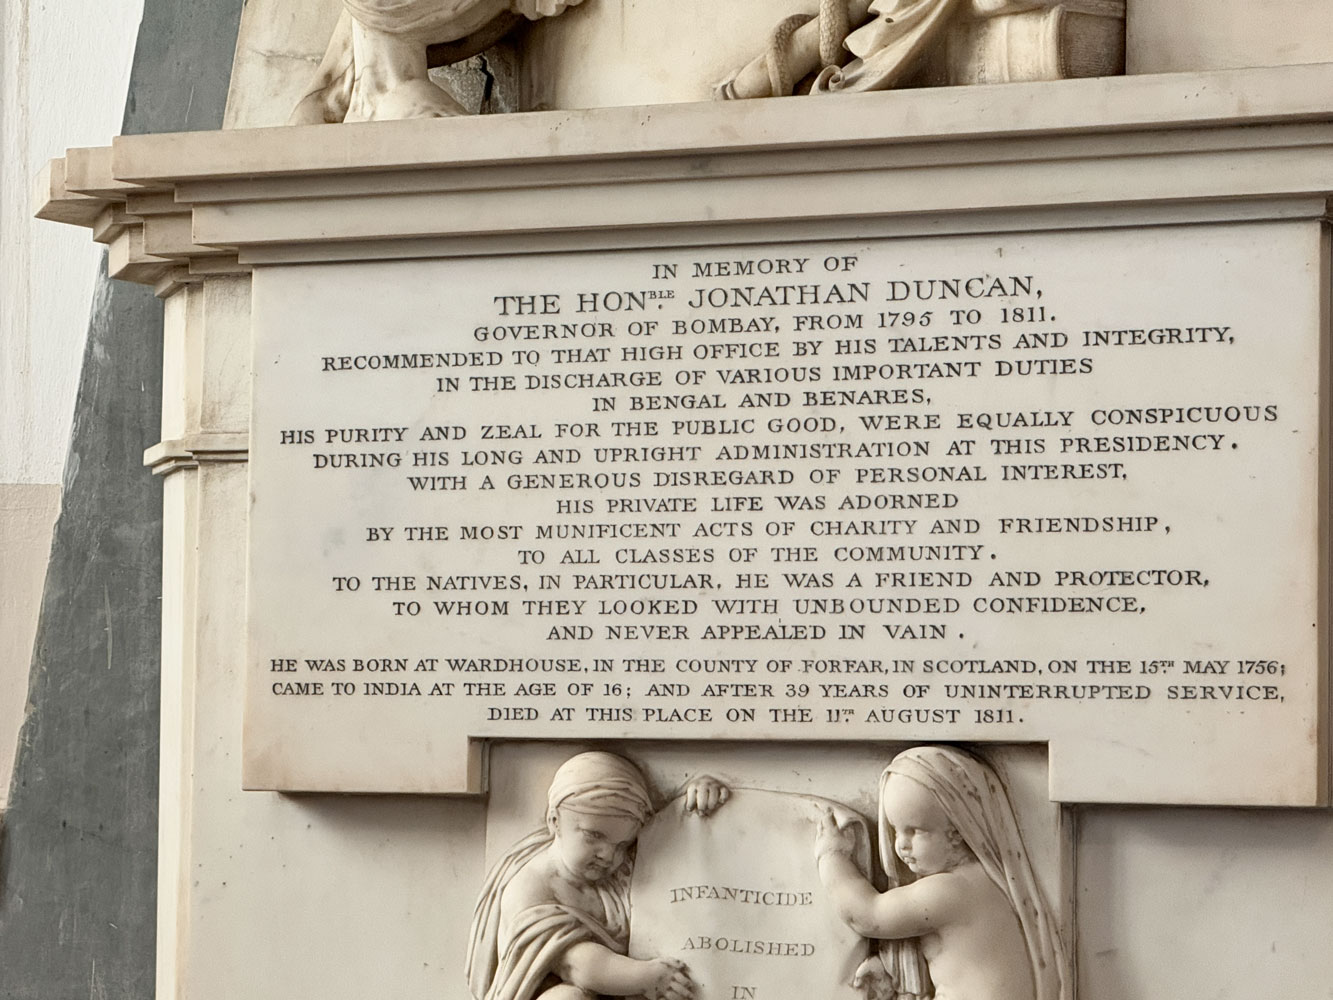 IN MEMORY OF
THE HONBLE JONATHAN DUNCAN,
GOVERNOR OF BOMBAY, FROM 1795 TO 1811.
RECOMMENDED TO THAT HIGH OFFICE BY HIS TALENTS AND INTEGRITY,
IN THE DISCHARGE OF VARIOUS IMPORTANT DUTIES
IN BENGAL AND BENARES,
HIS PURITY AND ZEAL FOR THE PUBLIC GOOD, WERE EQUALLY CONSPICUOUS
DURING HIS LONG AND UPRIGHT ADMINISTRATION AT THIS PRESIDENCY.
WITH A GENEROUS DISREGARD OF PERSONAL INTEREST,
HIS PRIVATE LIFE WAS ADORNED
BY THE MOST MUNIFICENT ACTS OF CHARITY AND FRIENDSHIP,
TO ALL CLASSES OF THE COMMUNITY.
TO THE NATIVES, IN PARTICULAR, HE WAS A FRIEND AND PROTECTOR,
TO WHOM THEY LOOKED WITH UNBOUNDED CONFIDENCE,
AND NEVER APPEALED IN VAIN.
HE WAS BORN AT WARDHOUSE, IN THE COUNTY OF FORFAR, IN SCOTLAND, ON THE 15TH MAY 1756;
CAME TO INDIA AT THE AGE OF 16; AND AFTER 39 YEARS OF UNINTERRUPTED SERVICE,
DIED AT THIS PLACE ON THE 11TH AUGUST 1811.
INFANTICIDE
ABOLISHED
IN